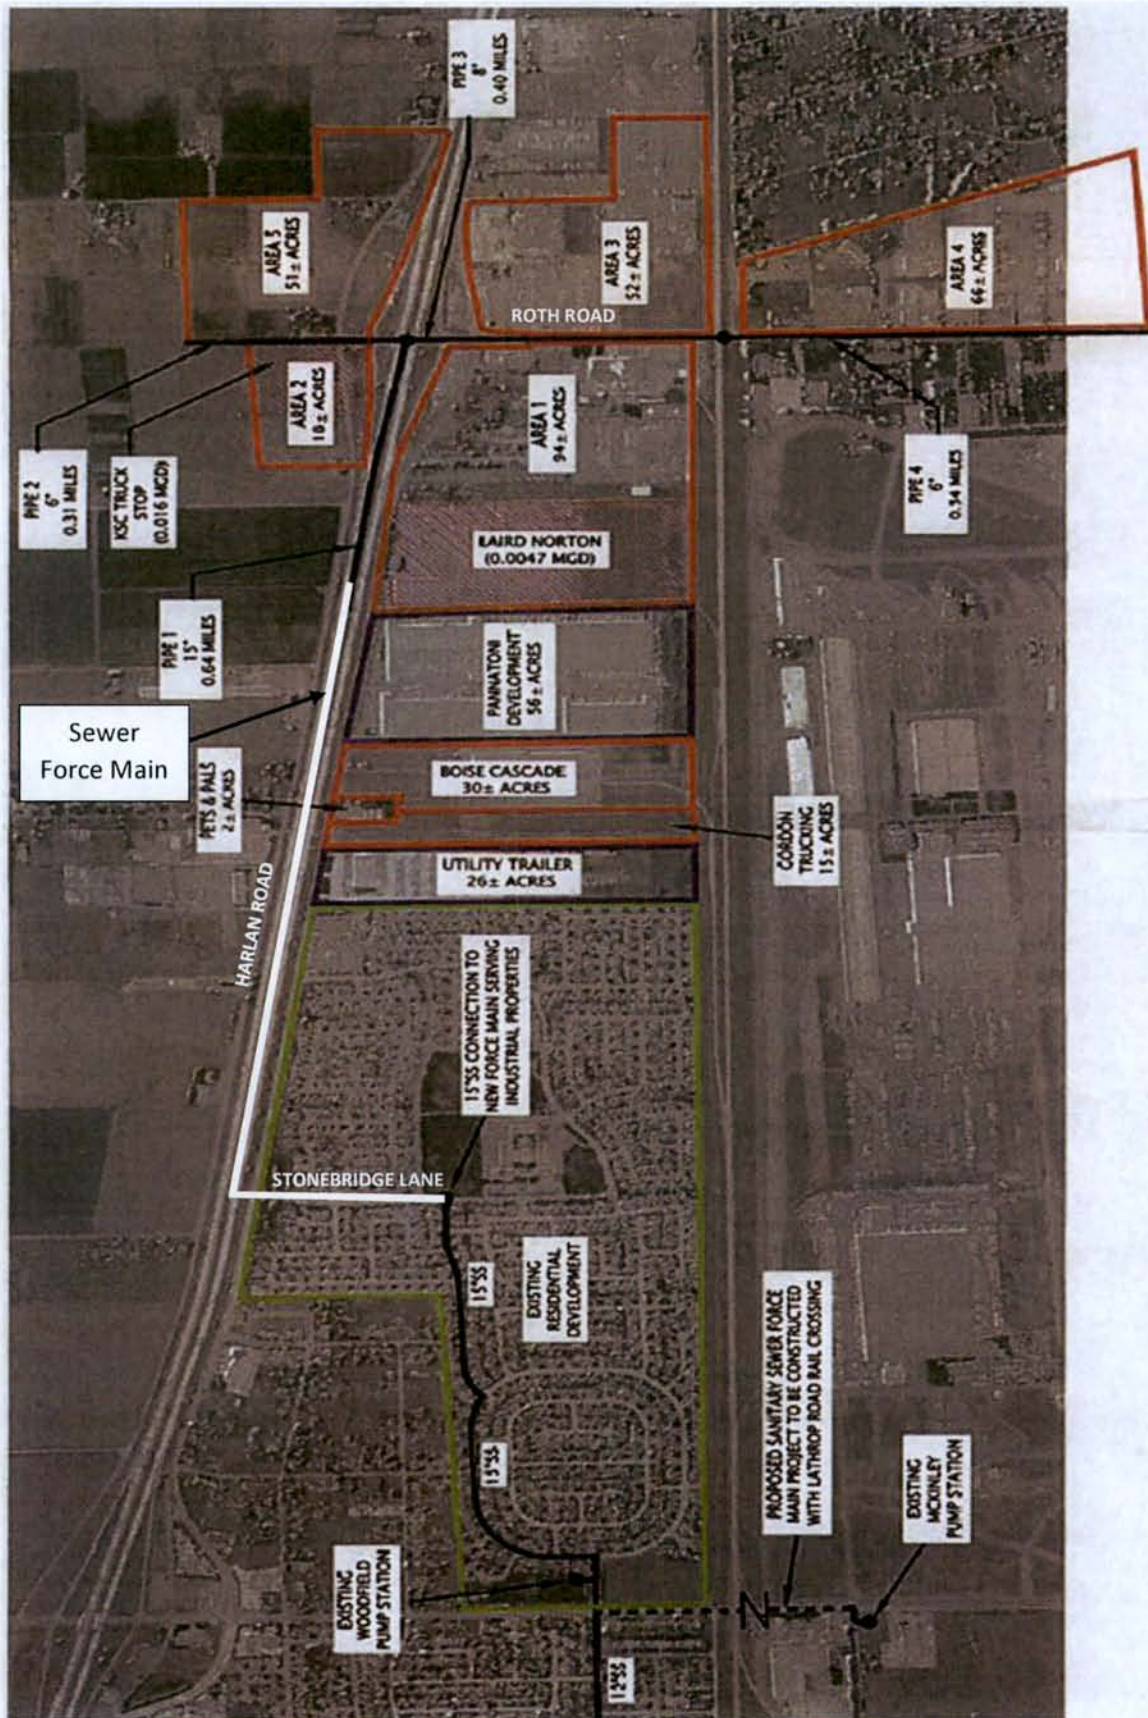 PIPE 3
8"
0.40 MILES
AREA 5
51± ACRES
AREA 3
52± ACRES
AREA 4
66± ACRES
ROTH ROAD
AREA 2
10± ACRES
AREA 1
94± ACRES
PIPE 2
6"
0.31 MILES
KSC TRUCK
STOP
(0.016 MGD)
PIPE 4
6"
0.54 MILES
LAIRD NORTON
(0.0047 MGD)
PIPE 1
15"
0.64 MILES
PANNATONI
DEVELOPMENT
56± ACRES
Sewer
Force Main
PETS & PALS
2± ACRES
BOISE CASCADE
30± ACRES
GORDON
TRUCKING
15± ACRES
UTILITY TRAILER
26± ACRES
HARLAN ROAD
15"SS CONNECTION TO
NEW FORCE MAIN SERVING
INDUSTRIAL PROPERTIES
STONEBRIDGE LANE
15"SS
EXISTING
RESIDENTIAL
DEVELOPMENT
15"SS
PROPOSED SANITARY SEWER FORCE
MAIN PROJECT TO BE CONSTRUCTED
WITH LATHROP ROAD RAIL CROSSING
EXISTING
MCKINLEY
PUMP STATION
EXISTING
WOODFIELD
PUMP STATION
N